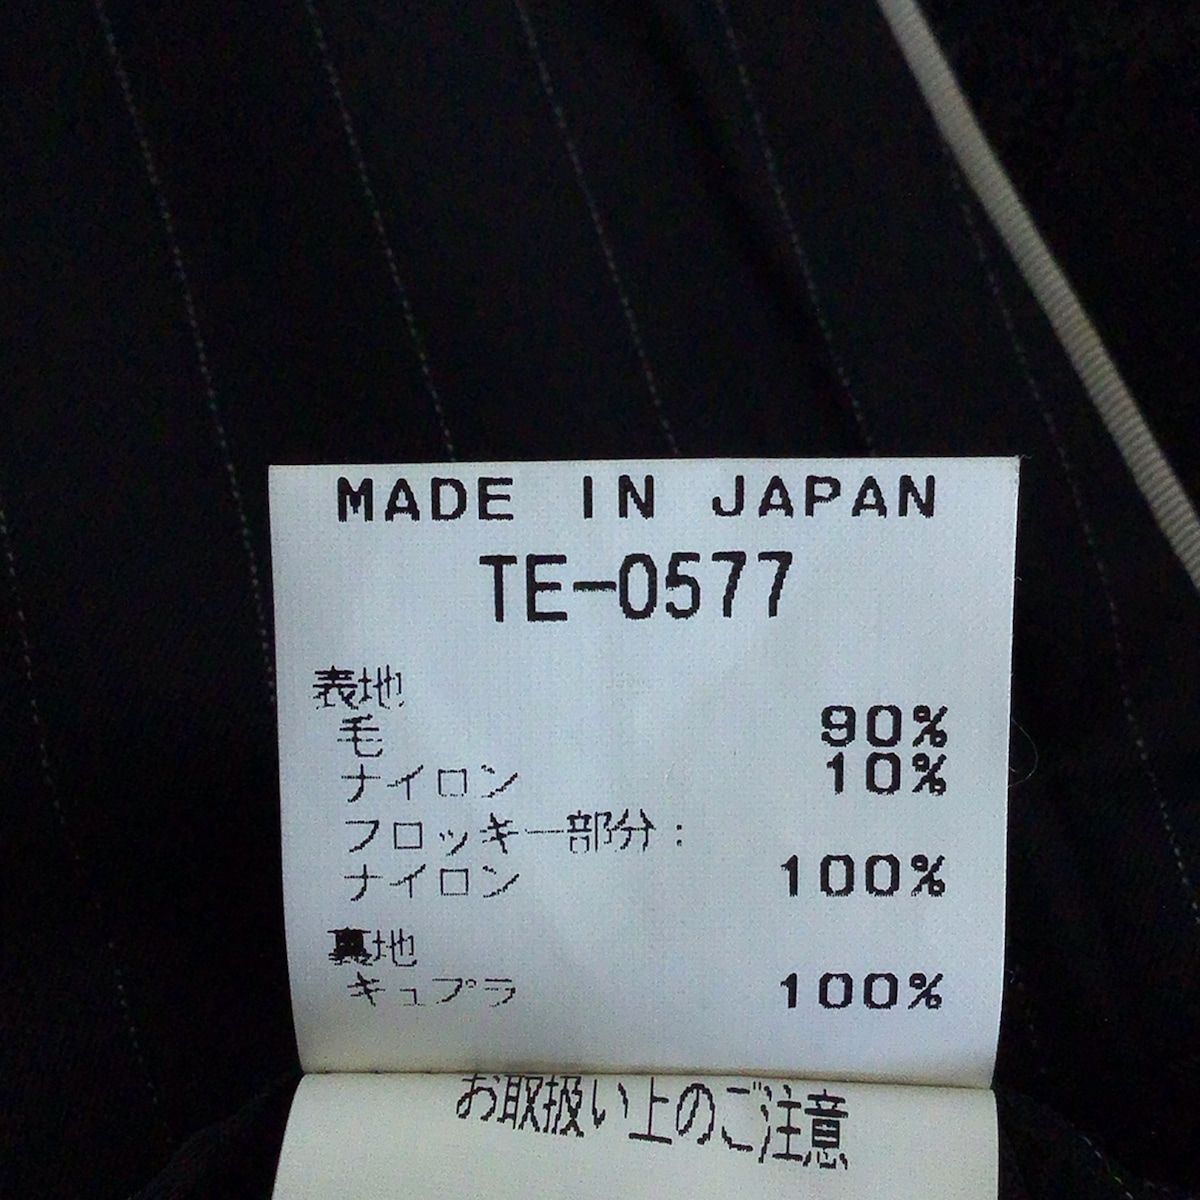 MADE IN JAPAN
TE-0577
表地
毛 90%
ナイロン 10%
フロッキー部分:
ナイロン 100%
裏地
キュプラ 100%
お取扱い上のご注意